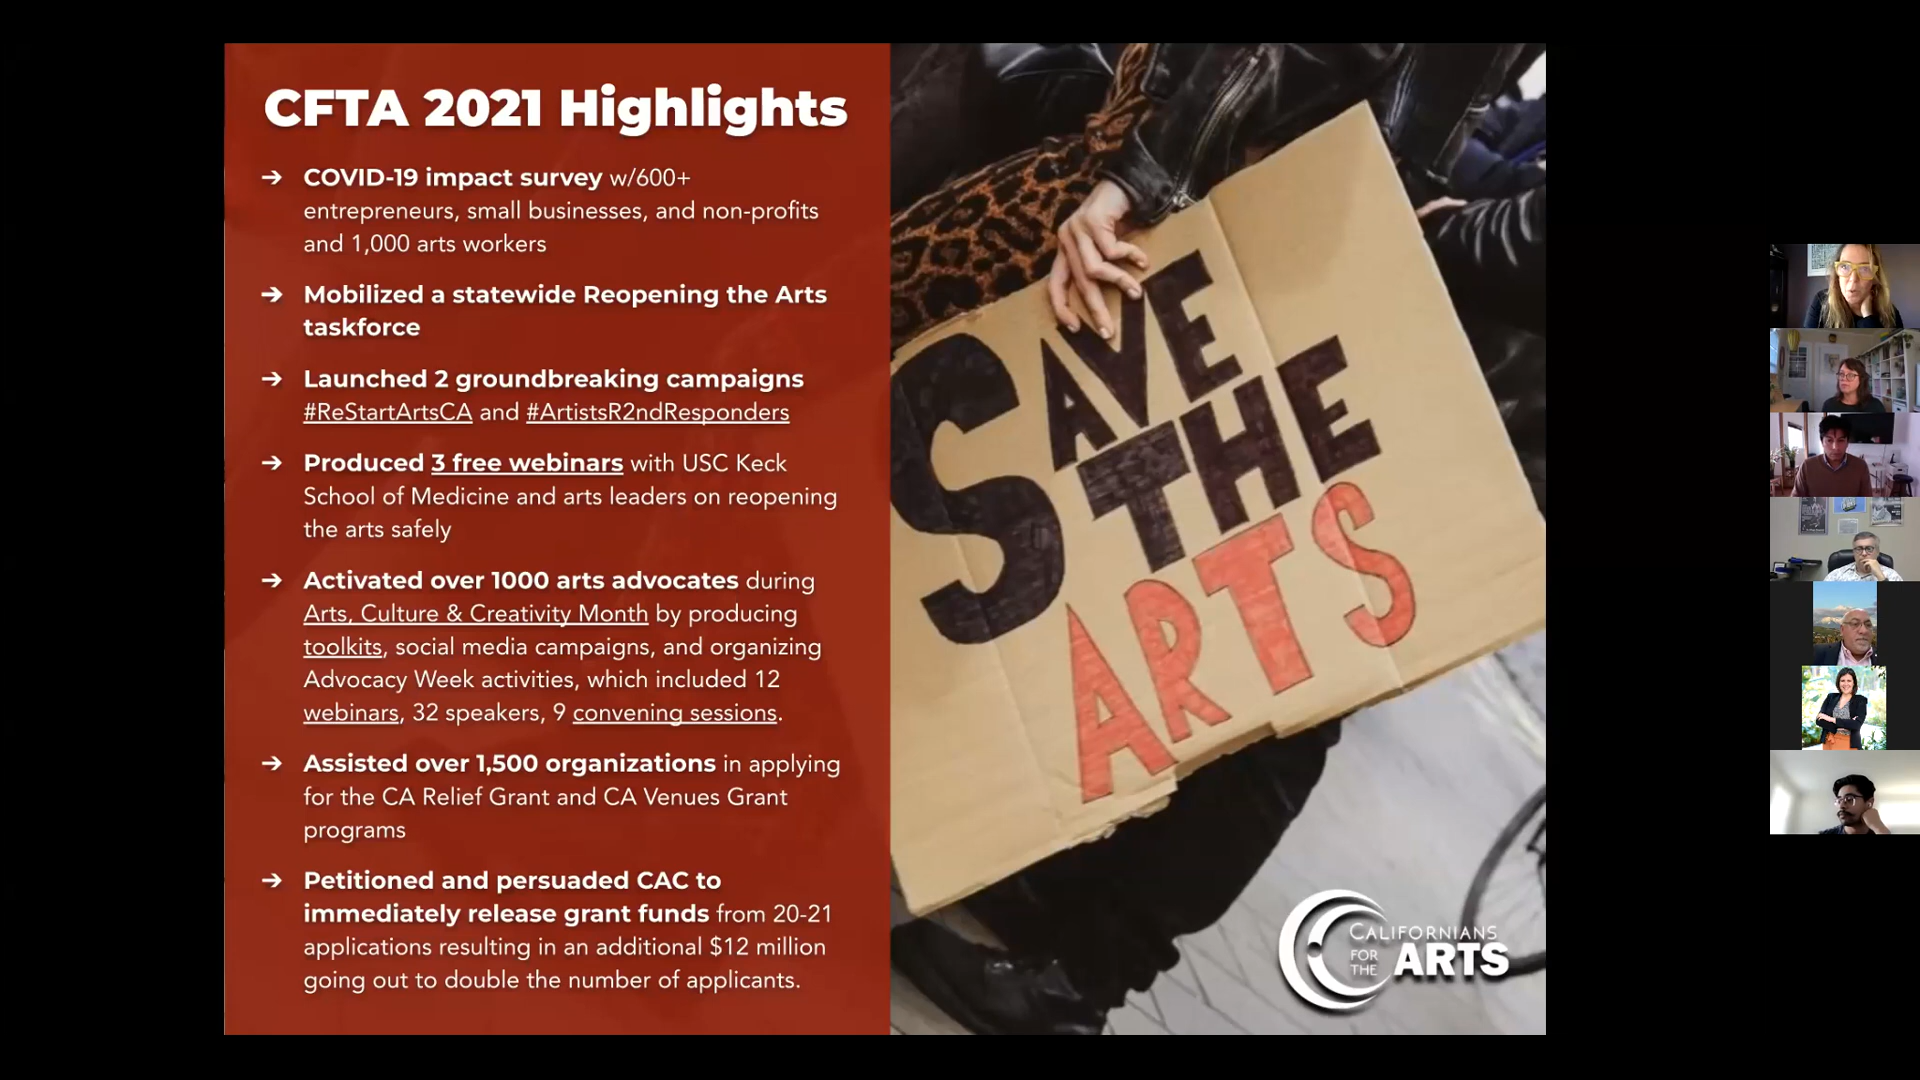 CFTA 2021 Highlights
➔ COVID-19 impact survey w/600+
entrepreneurs, small businesses, and non-profits
and 1,000 arts workers
➔ Mobilized a statewide Reopening the Arts
taskforce
➔ Launched 2 groundbreaking campaigns
#ReStartArtsCA and #ArtistsR2ndResponders
➔ Produced 3 free webinars with USC Keck
School of Medicine and arts leaders on reopening
the arts safely
➔ Activated over 1000 arts advocates during
Arts, Culture & Creativity Month by producing
toolkits, social media campaigns, and organizing
Advocacy Week activities, which included 12
webinars, 32 speakers, 9 convening sessions.
➔ Assisted over 1,500 organizations in applying
for the CA Relief Grant and CA Venues Grant
programs
➔ Petitioned and persuaded CAC to
immediately release grant funds from 20-21
applications resulting in an additional $12 million
going out to double the number of applicants.
SAVE
THE
ARTS
CALIFORNIANS
FOR
THE ARTS